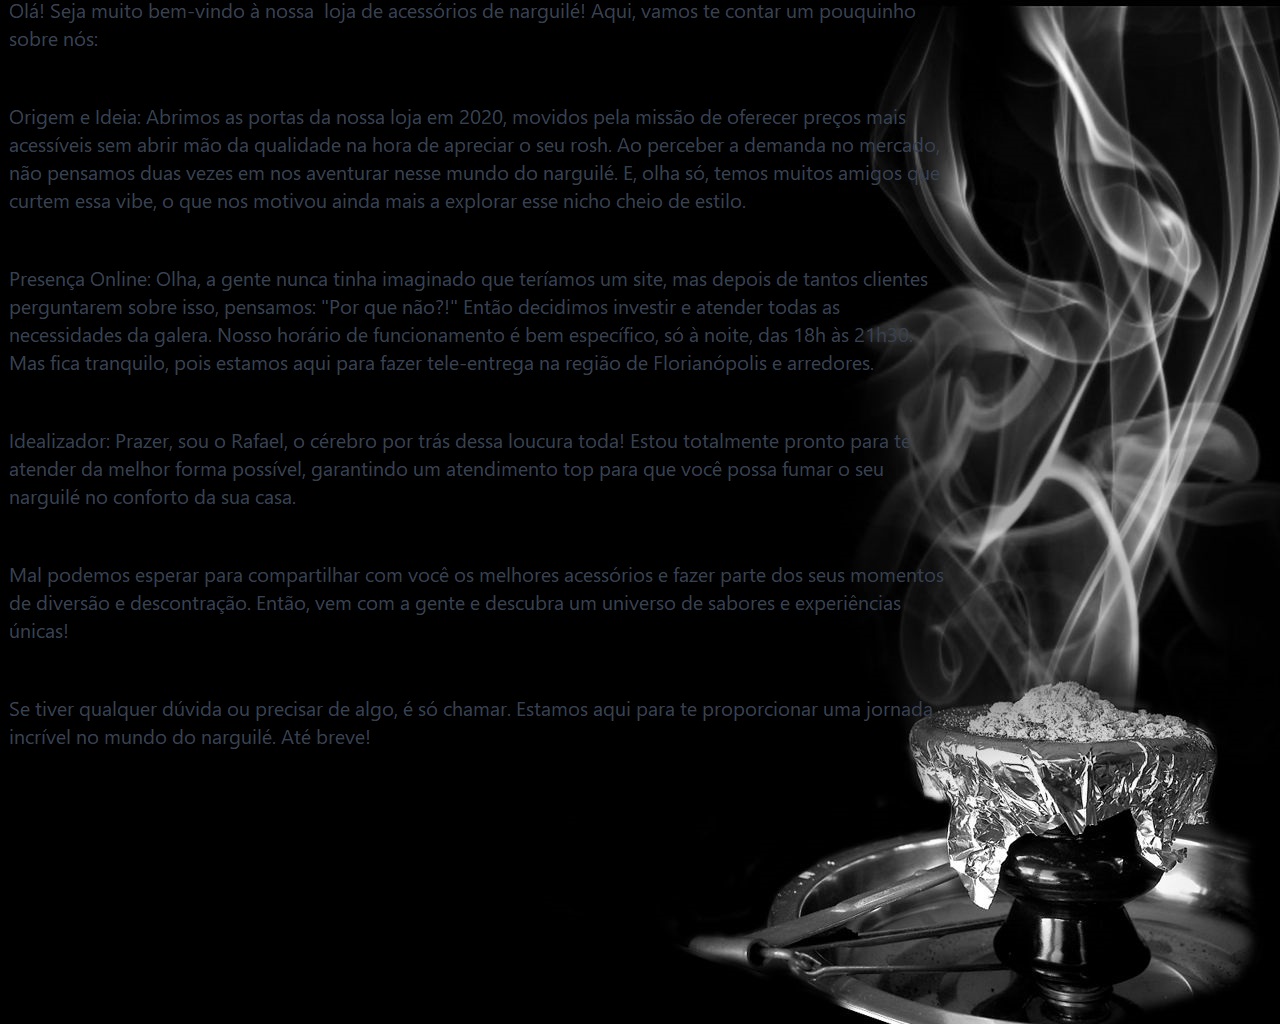 Olá! Seja muito bem-vindo à nossa  loja de acessórios de narguilé! Aqui, vamos te contar um pouquinho
sobre nós:
Origem e Ideia: Abrimos as portas da nossa loja em 2020, movidos pela missão de oferecer preços mais
acessíveis sem abrir mão da qualidade na hora de apreciar o seu rosh. Ao perceber a demanda no mercado,
não pensamos duas vezes em nos aventurar nesse mundo do narguilé. E, olha só, temos muitos amigos que
curtem essa vibe, o que nos motivou ainda mais a explorar esse nicho cheio de estilo.
Presença Online: Olha, a gente nunca tinha imaginado que teríamos um site, mas depois de tantos clientes
perguntarem sobre isso, pensamos: "Por que não?!" Então decidimos investir e atender todas as
necessidades da galera. Nosso horário de funcionamento é bem específico, só à noite, das 18h às 21h30.
Mas fica tranquilo, pois estamos aqui para fazer tele-entrega na região de Florianópolis e arredores.
Idealizador: Prazer, sou o Rafael, o cérebro por trás dessa loucura toda! Estou totalmente pronto para te
atender da melhor forma possível, garantindo um atendimento top para que você possa fumar o seu
narguilé no conforto da sua casa.
Mal podemos esperar para compartilhar com você os melhores acessórios e fazer parte dos seus momentos
de diversão e descontração. Então, vem com a gente e descubra um universo de sabores e experiências
únicas!
Se tiver qualquer dúvida ou precisar de algo, é só chamar. Estamos aqui para te proporcionar uma jornada
incrível no mundo do narguilé. Até breve!